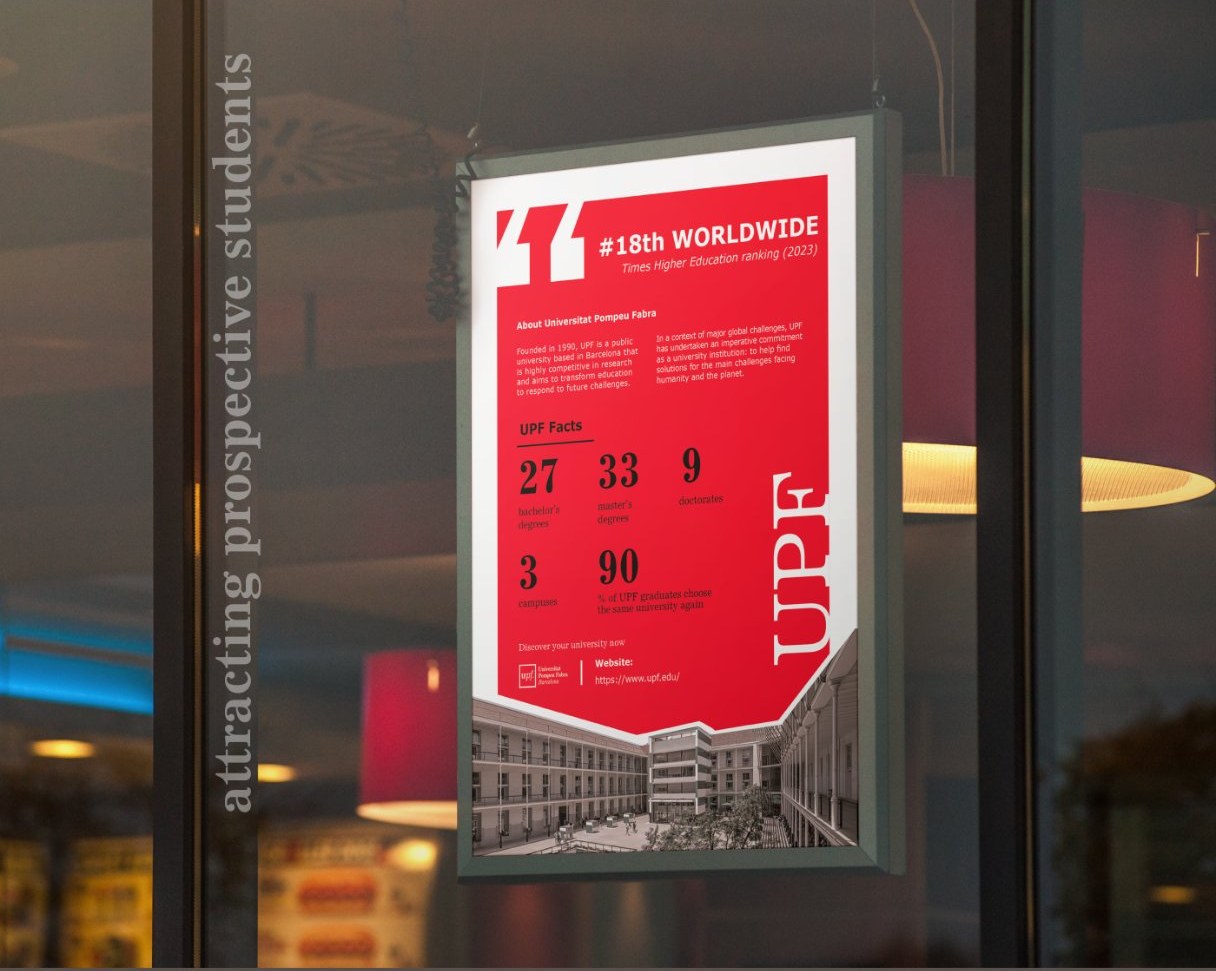 attracting prospective students
#18th WORLDWIDE
Times Higher Education ranking (2023)
About Universitat Pompeu Fabra
Founded in 1990, UPF is a public
university based in Barcelona that
is highly competitive in research
and aims to transform education
to respond to future challenges.
In a context of major global challenges, UPF
has undertaken an imperative commitment
as a university institution: to help find
solutions for the main challenges facing
humanity and the planet.
UPF Facts
27
bachelor's
degrees
33
master's
degrees
9
doctorates
3
campuses
90
% of UPF graduates choose
the same university again
UPF
Discover your university now
upf.
Universitat
Pompeu Fabra
Barcelona
Website:
https://www.upf.edu/